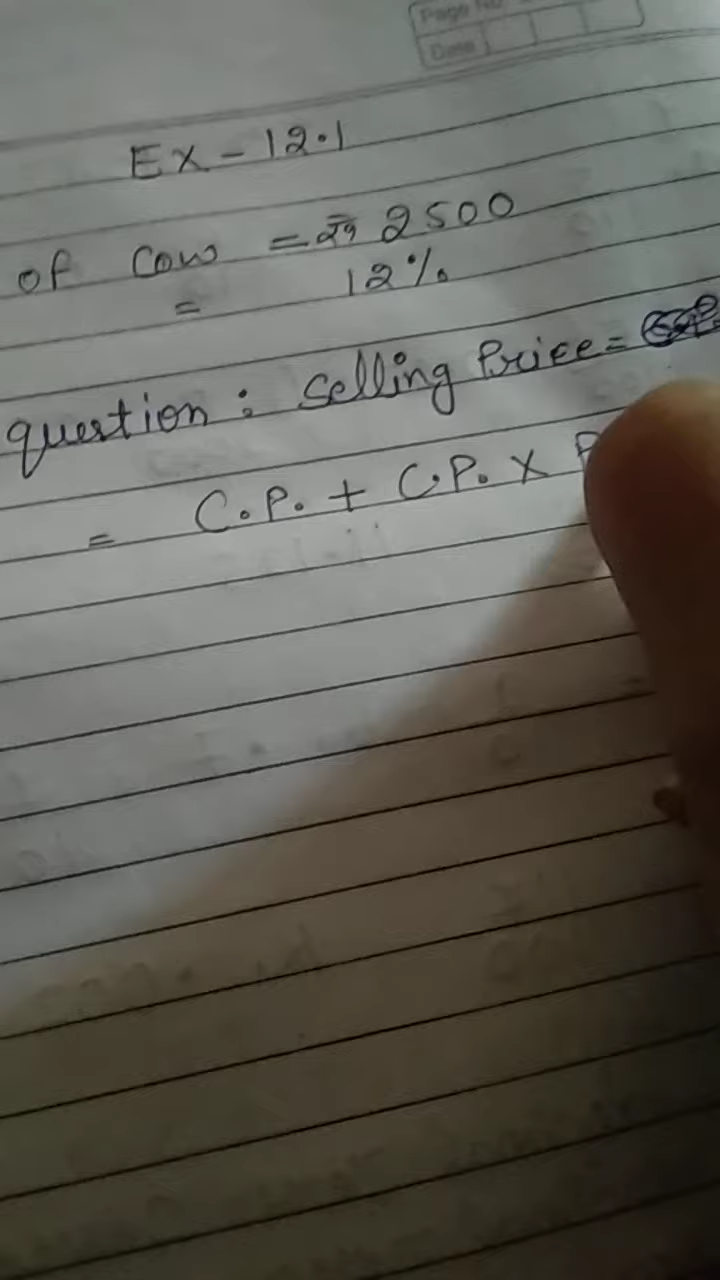 Page No.
Date
Ex - 12.1
of Cow = रु 2500
= 12%
question : Selling Price =
= C.P. + C.P. × P